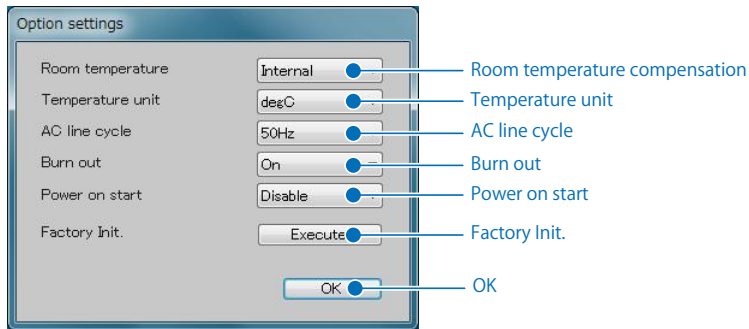 Option settings
Room temperature Internal Room temperature compensation
Temperature unit degC Temperature unit
AC line cycle 50Hz AC line cycle
Burn out On Burn out
Power on start Disable Power on start
Factory Init. Execute Factory Init.
OK OK